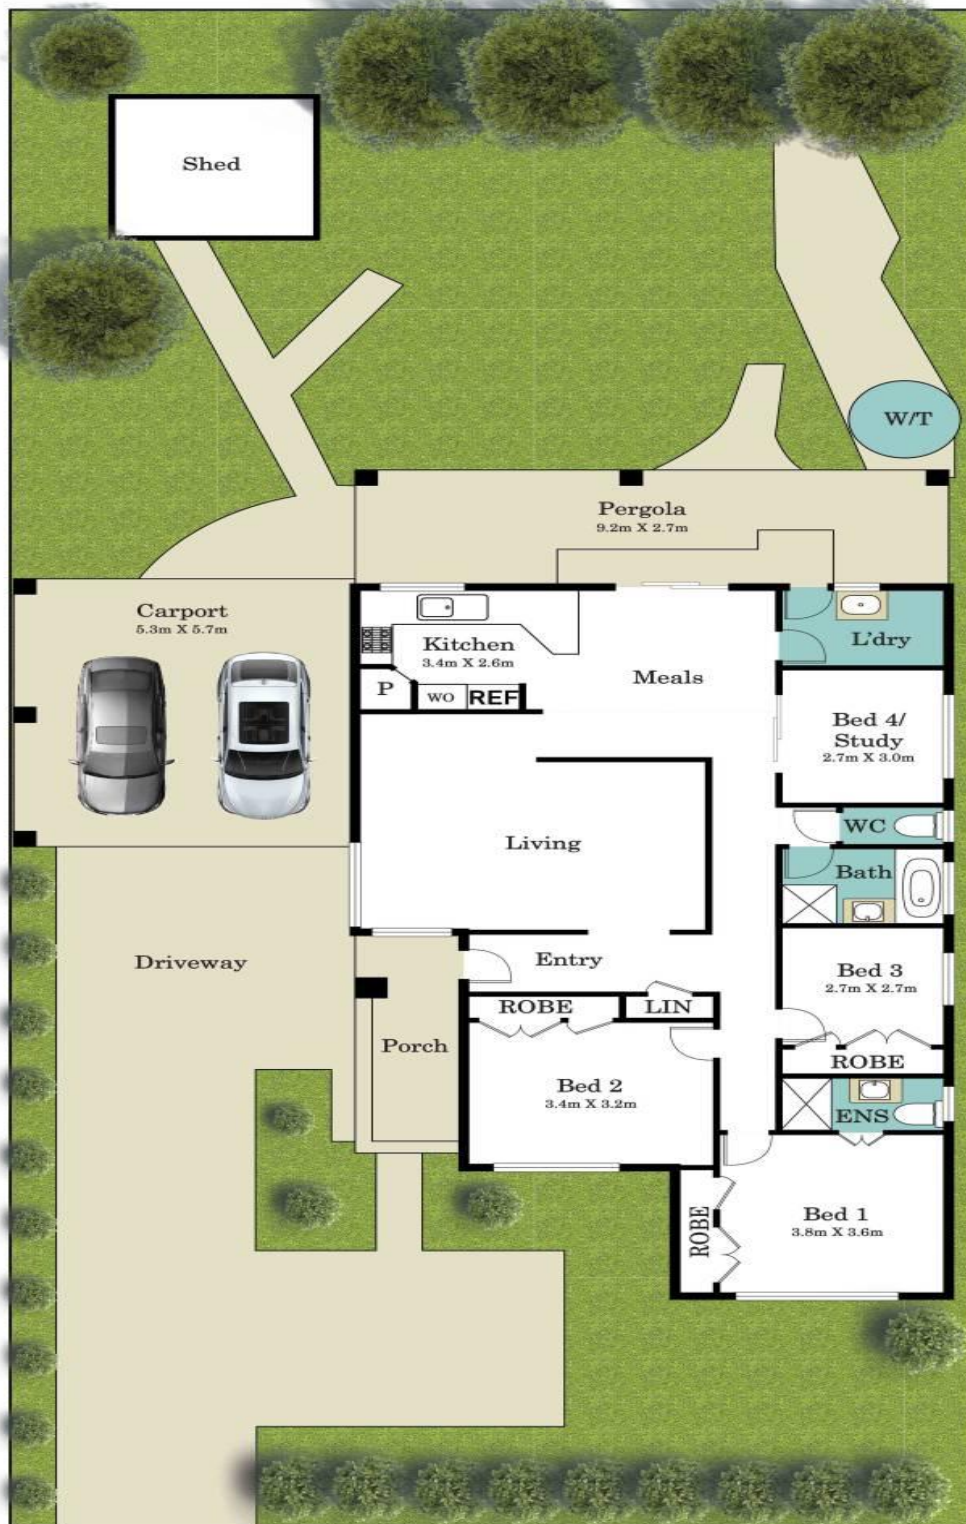 Shed
W/T
Pergola
9.2m X 2.7m
Carport
5.3m X 5.7m
Kitchen
3.4m X 2.6m
L'dry
P
WO
REF
Meals
Bed 4/
Study
2.7m X 3.0m
WC
Living
Bath
Driveway
Entry
Bed 3
2.7m X 2.7m
ROBE
LIN
Porch
ROBE
Bed 2
3.4m X 3.2m
ENS
ROBE
Bed 1
3.8m X 3.6m